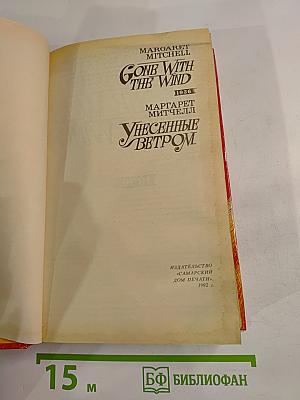 MARGARET
MITCHELL
GONE WITH
THE WIND
1936
МАРГАРЕТ
МИТЧЕЛЛ
УНЕСЕННЫЕ
ВЕТРОМ
ИЗДАТЕЛЬСТВО
«САМАРСКИЙ
ДОМ ПЕЧАТИ»,
1992 г.
15 м
БФ БИБЛИОФАН